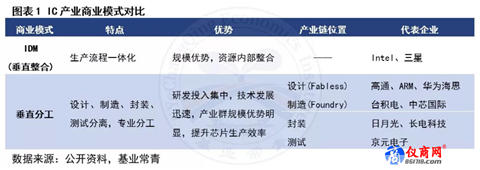 图表1 IC产业商业模式对比
商业模式 特点 优势 产业链位置 代表企业
IDM
(垂直整合) 生产流程一体化 规模优势,资源内部整合 —— Intel、三星
垂直分工 设计、制造、封装、
测试分离,专业分工 研发投入集中,技术发展
迅速,产业群规模优势明
显,提升芯片生产效率
设计(Fabless) 高通、ARM、华为海思
制造(Foundry) 台积电、中芯国际
封装 日月光、长电科技
测试 京元电子
数据来源:公开资料,基业常青
仪商网
861718.com